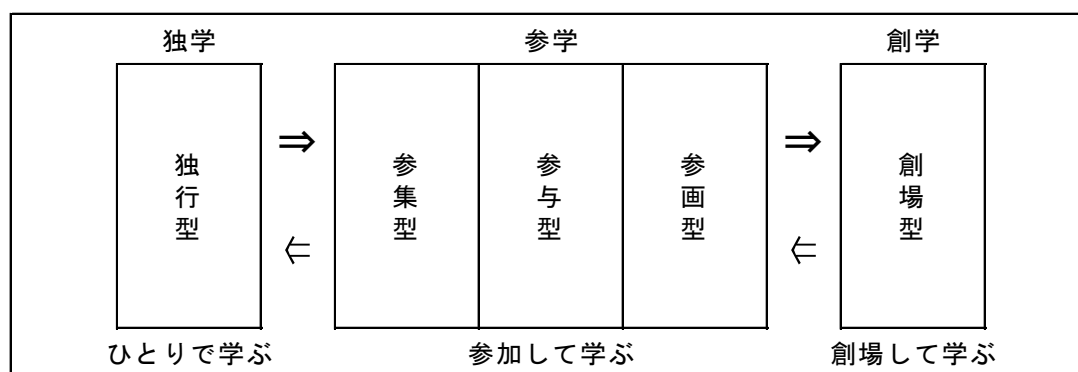 独学 参学 創学
独行型
⇒
⇐
参集型
参与型
参画型
⇒
⇐
創場型
ひとりで学ぶ 参加して学ぶ 創場して学ぶ